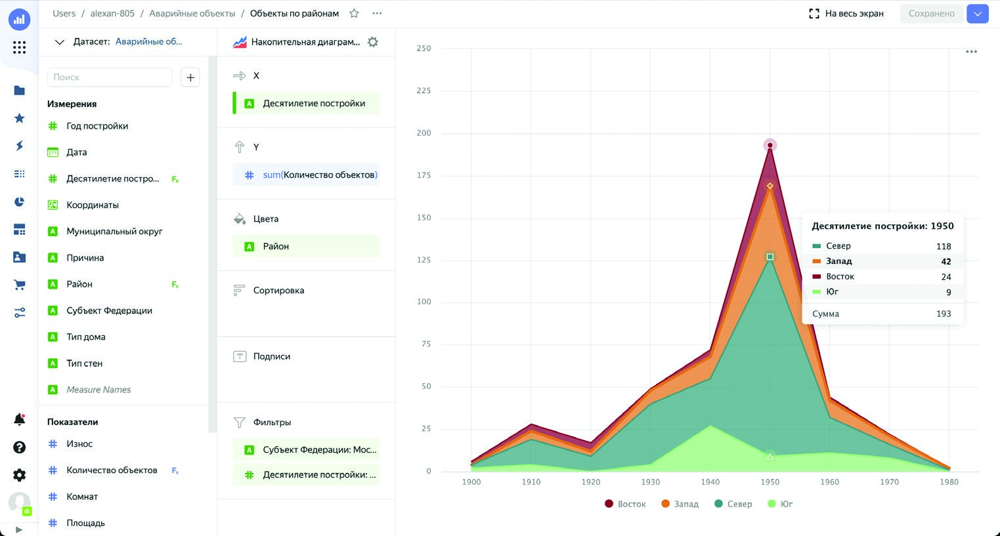 Users / alexan-805 / Аварийные объекты / Объекты по районам
На весь экран
Сохранено
Датасет: Аварийные об...
Поиск
Измерения
Год постройки
Дата
Десятилетие постро...
Координаты
Муниципальный округ
Причина
Район
Субъект Федерации
Тип дома
Тип стен
Measure Names
Показатели
Износ
Количество объектов
Комнат
Площадь
Накопительная диаграм...
X
Десятилетие постройки
Y
sum(Количество объектов)
Цвета
Район
Сортировка
Подписи
Фильтры
Субъект Федерации: Мос...
Десятилетие постройки: ...
250
225
200
175
150
125
100
75
50
25
0
1900 1910 1920 1930 1940 1950 1960 1970 1980
Десятилетие постройки: 1950
Север 118
Запад 42
Восток 24
Юг 9
Сумма 193
Восток Запад Север Юг